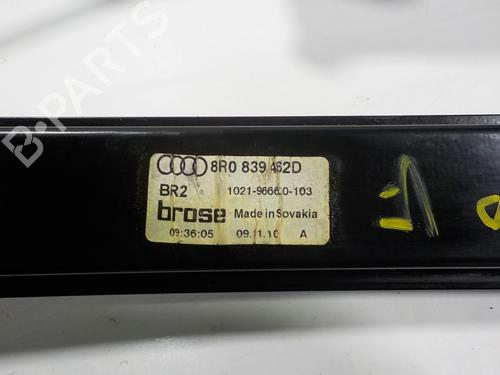 8R0 839 462D
BR2 1021-96660-103
brose Made in Sovakia
09:36:05 09.11.10 A
B-Parts